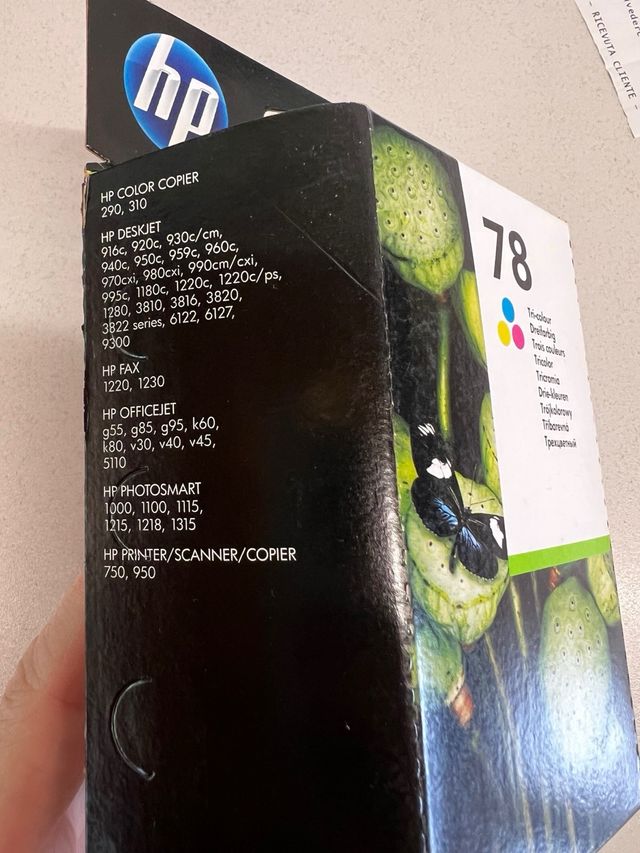 hp
RICEVUTA CLIENTE -
HP COLOR COPIER
290, 310
HP DESKJET
916c, 920c, 930c/cm,
940c, 950c, 959c, 960c,
970cxi, 980cxi, 990cm/cxi,
995c, 1180c, 1220c, 1220c/ps,
1280, 3810, 3816, 3820,
3822 series, 6122, 6127,
9300
HP FAX
1220, 1230
HP OFFICEJET
g55, g85, g95, k60,
k80, v30, v40, v45,
5110
HP PHOTOSMART
1000, 1100, 1115,
1215, 1218, 1315
HP PRINTER/SCANNER/COPIER
750, 950
78
Tri-colour
Dreifarbig
Trois couleurs
Tricolor
Tricromia
Drie-kleuren
Trójkolorowy
Tříbarevná
Трехцветный